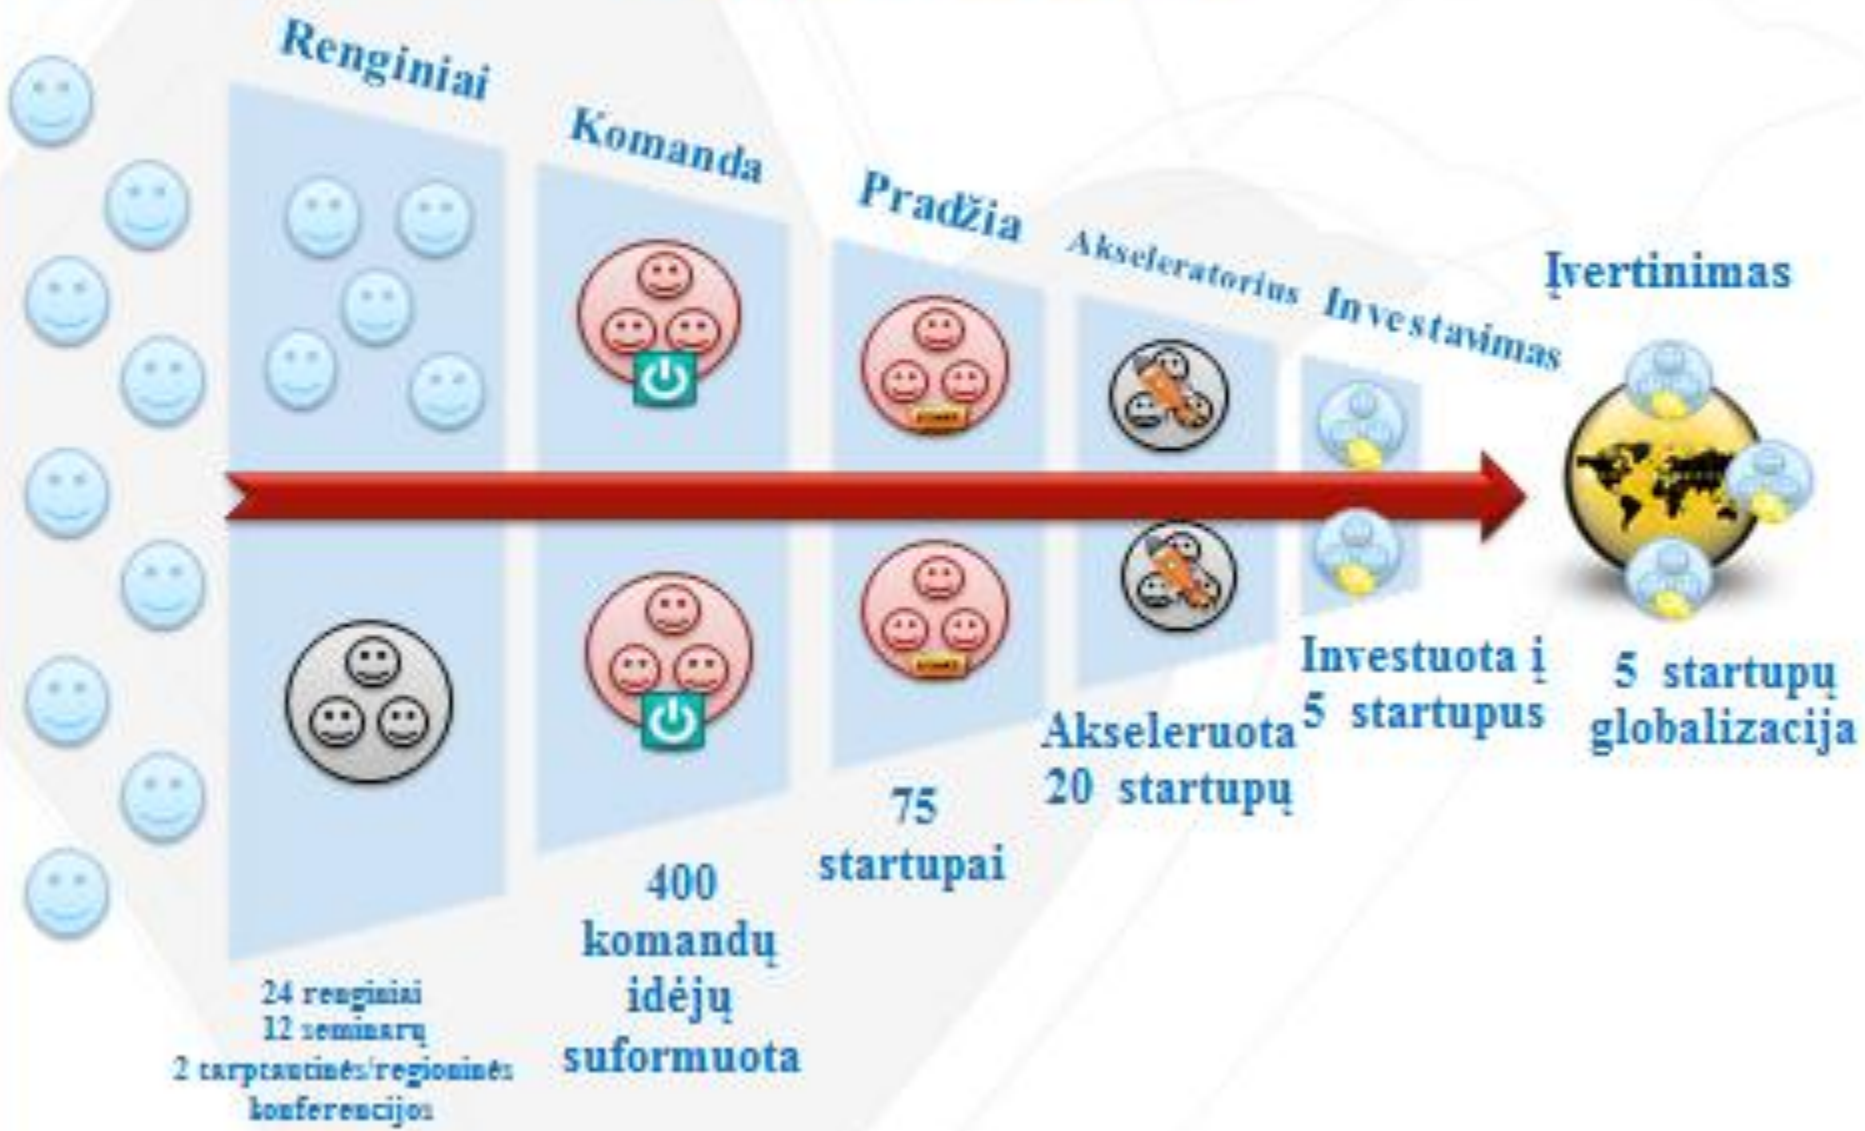 Renginiai
Komanda
Pradžia
Akseleratorius
Investavimas
Įvertinimas
24 renginiai
12 seminarų
2 tarptautinės/regioninės
konferencijos
400
komandų
idėjų
suformuota
75
startupai
Akseleruota
20 startupų
Investuota į
5 startupus
5 startupų
globalizacija